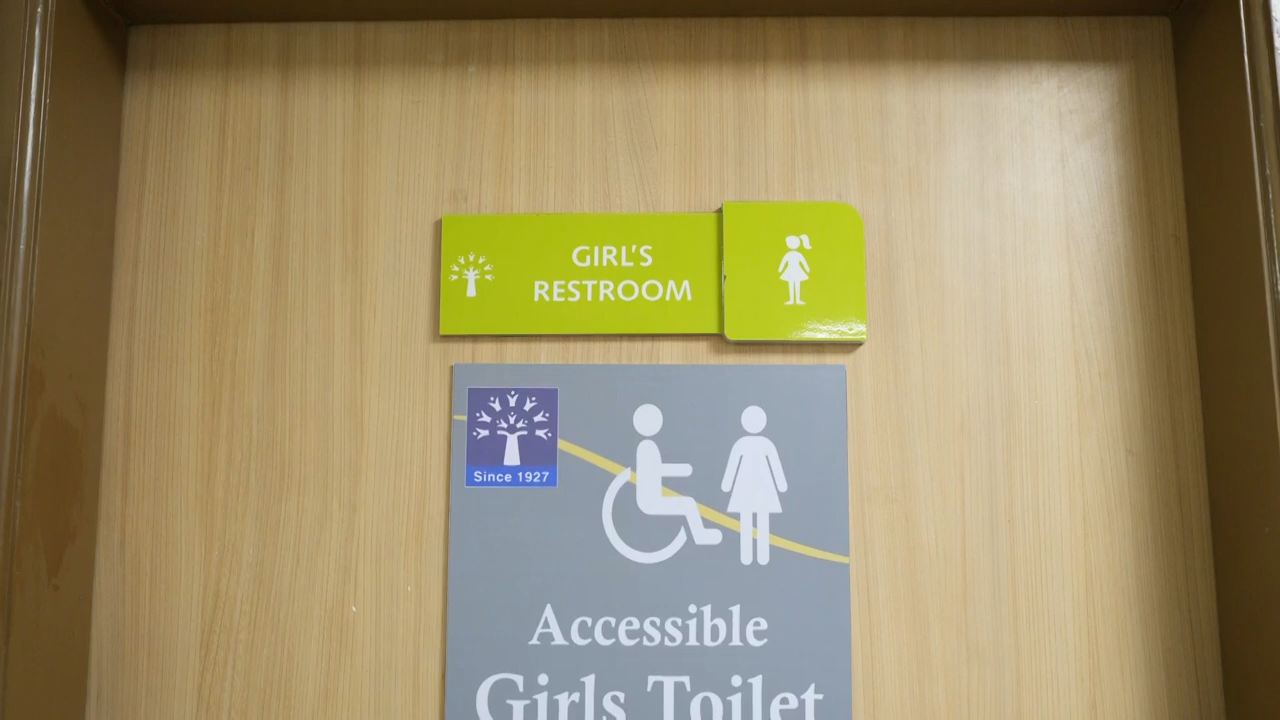 GIRL'S
RESTROOM
Since 1927
Accessible
Girls Toilet